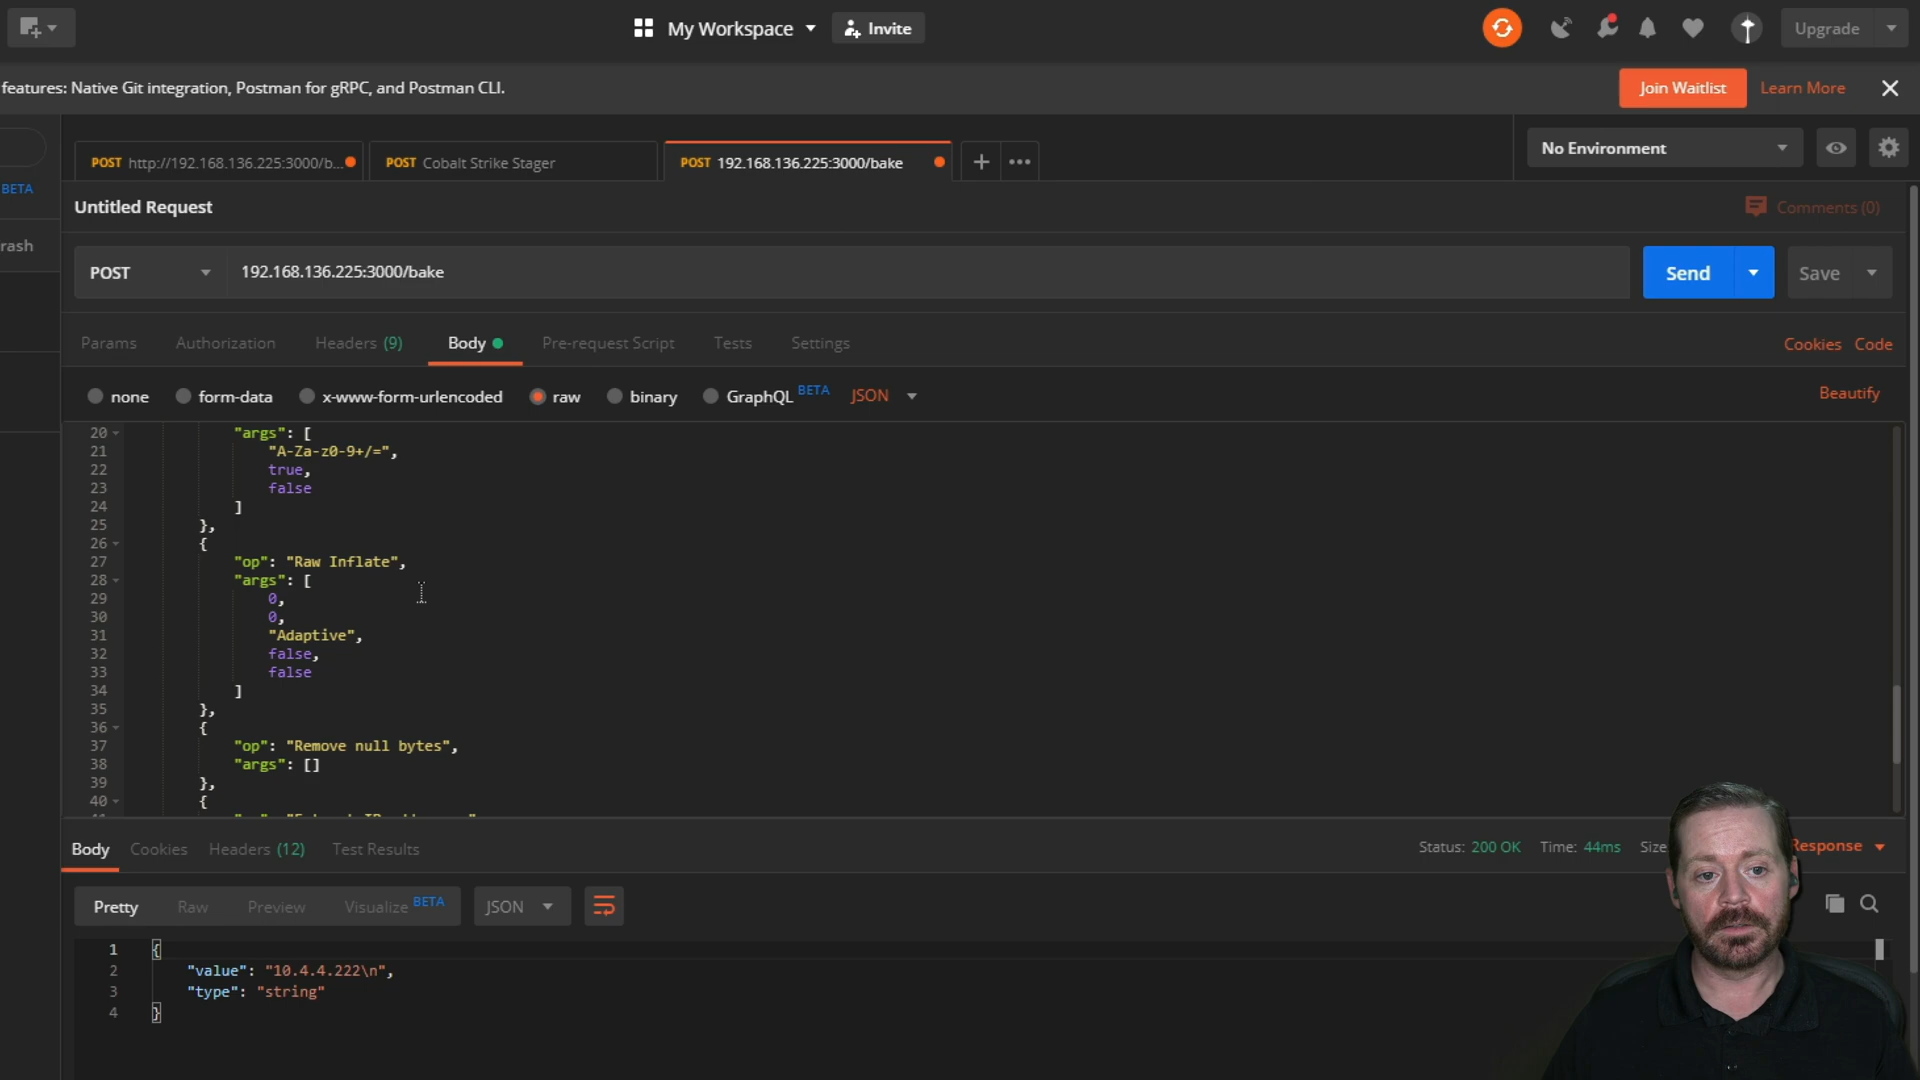 My Workspace
Invite
Upgrade
features: Native Git integration, Postman for gRPC, and Postman CLI.
Join Waitlist
Learn More
POST http://192.168.136.225:3000/b...
POST Cobalt Strike Stager
POST 192.168.136.225:3000/bake
No Environment
BETA
Untitled Request
Comments (0)
rash
POST
192.168.136.225:3000/bake
Send
Save
Params
Authorization
Headers (9)
Body
Pre-request Script
Tests
Settings
Cookies
Code
none
form-data
x-www-form-urlencoded
raw
binary
GraphQL BETA
JSON
Beautify
20 "args": [
21 "A-Za-z0-9+/=",
22 true,
23 false
24 ]
25 },
26 {
27 "op": "Raw Inflate",
28 "args": [
29 0,
30 0,
31 "Adaptive",
32 false,
33 false
34 ]
35 },
36 {
37 "op": "Remove null bytes",
38 "args": []
39 },
40 {
Body
Cookies
Headers (12)
Test Results
Status: 200 OK
Time: 44ms
Size
Response
Pretty
Raw
Preview
Visualize BETA
JSON
1 {
2 "value": "10.4.4.222\n",
3 "type": "string"
4 }